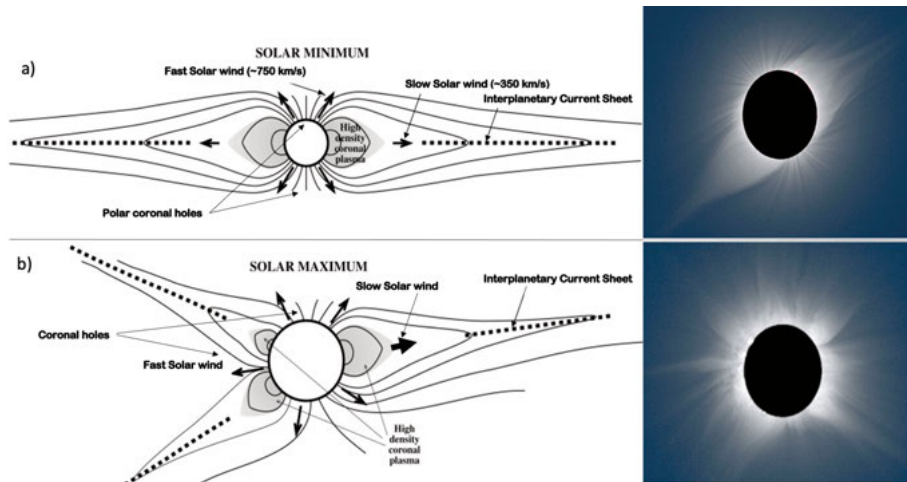 SOLAR MINIMUM
a)
Fast Solar wind (~750 km/s)
Slow Solar wind (~350 km/s)
Interplanetary Current Sheet
High
density
coronal
plasma
Polar coronal holes
b)
SOLAR MAXIMUM
Slow Solar wind
Interplanetary Current Sheet
Coronal holes
Fast Solar wind
High
density
coronal
plasma